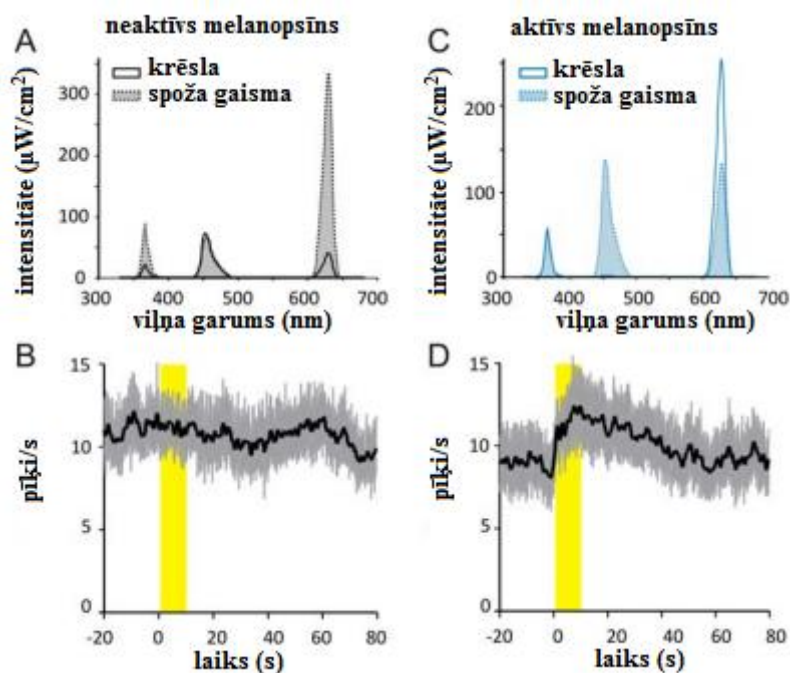 A
neaktīvs melanopsīns
krēsla
spoža gaisma
intensitāte (μW/cm²)
300
200
100
0
300 400 500 600 700
viļņa garums (nm)
C
aktīvs melanopsīns
krēsla
spoža gaisma
intensitāte (μW/cm²)
200
150
100
50
0
300 400 500 600 700
viļņa garums (nm)
B
pīķi/s
15
10
5
0
-20 0 20 40 60 80
laiks (s)
D
pīķi/s
15
10
5
0
-20 0 20 40 60 80
laiks (s)